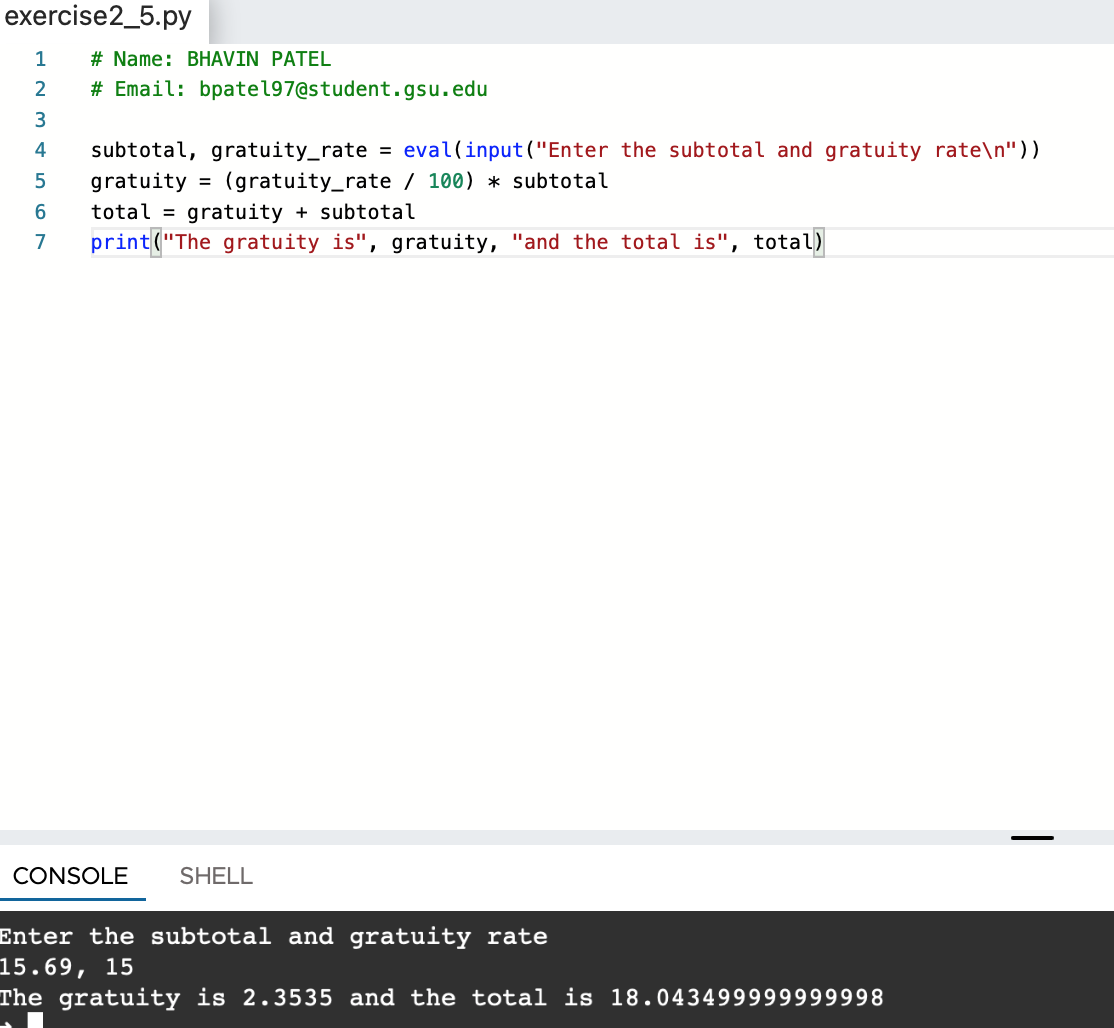 exercise2_5.py
1 # Name: BHAVIN PATEL
2 # Email: bpatel97@student.gsu.edu
3
4 subtotal, gratuity_rate = eval(input("Enter the subtotal and gratuity rate\n"))
5 gratuity = (gratuity_rate / 100) * subtotal
6 total = gratuity + subtotal
7 print("The gratuity is", gratuity, "and the total is", total)
CONSOLE SHELL
Enter the subtotal and gratuity rate
15.69, 15
The gratuity is 2.3535 and the total is 18.043499999999998